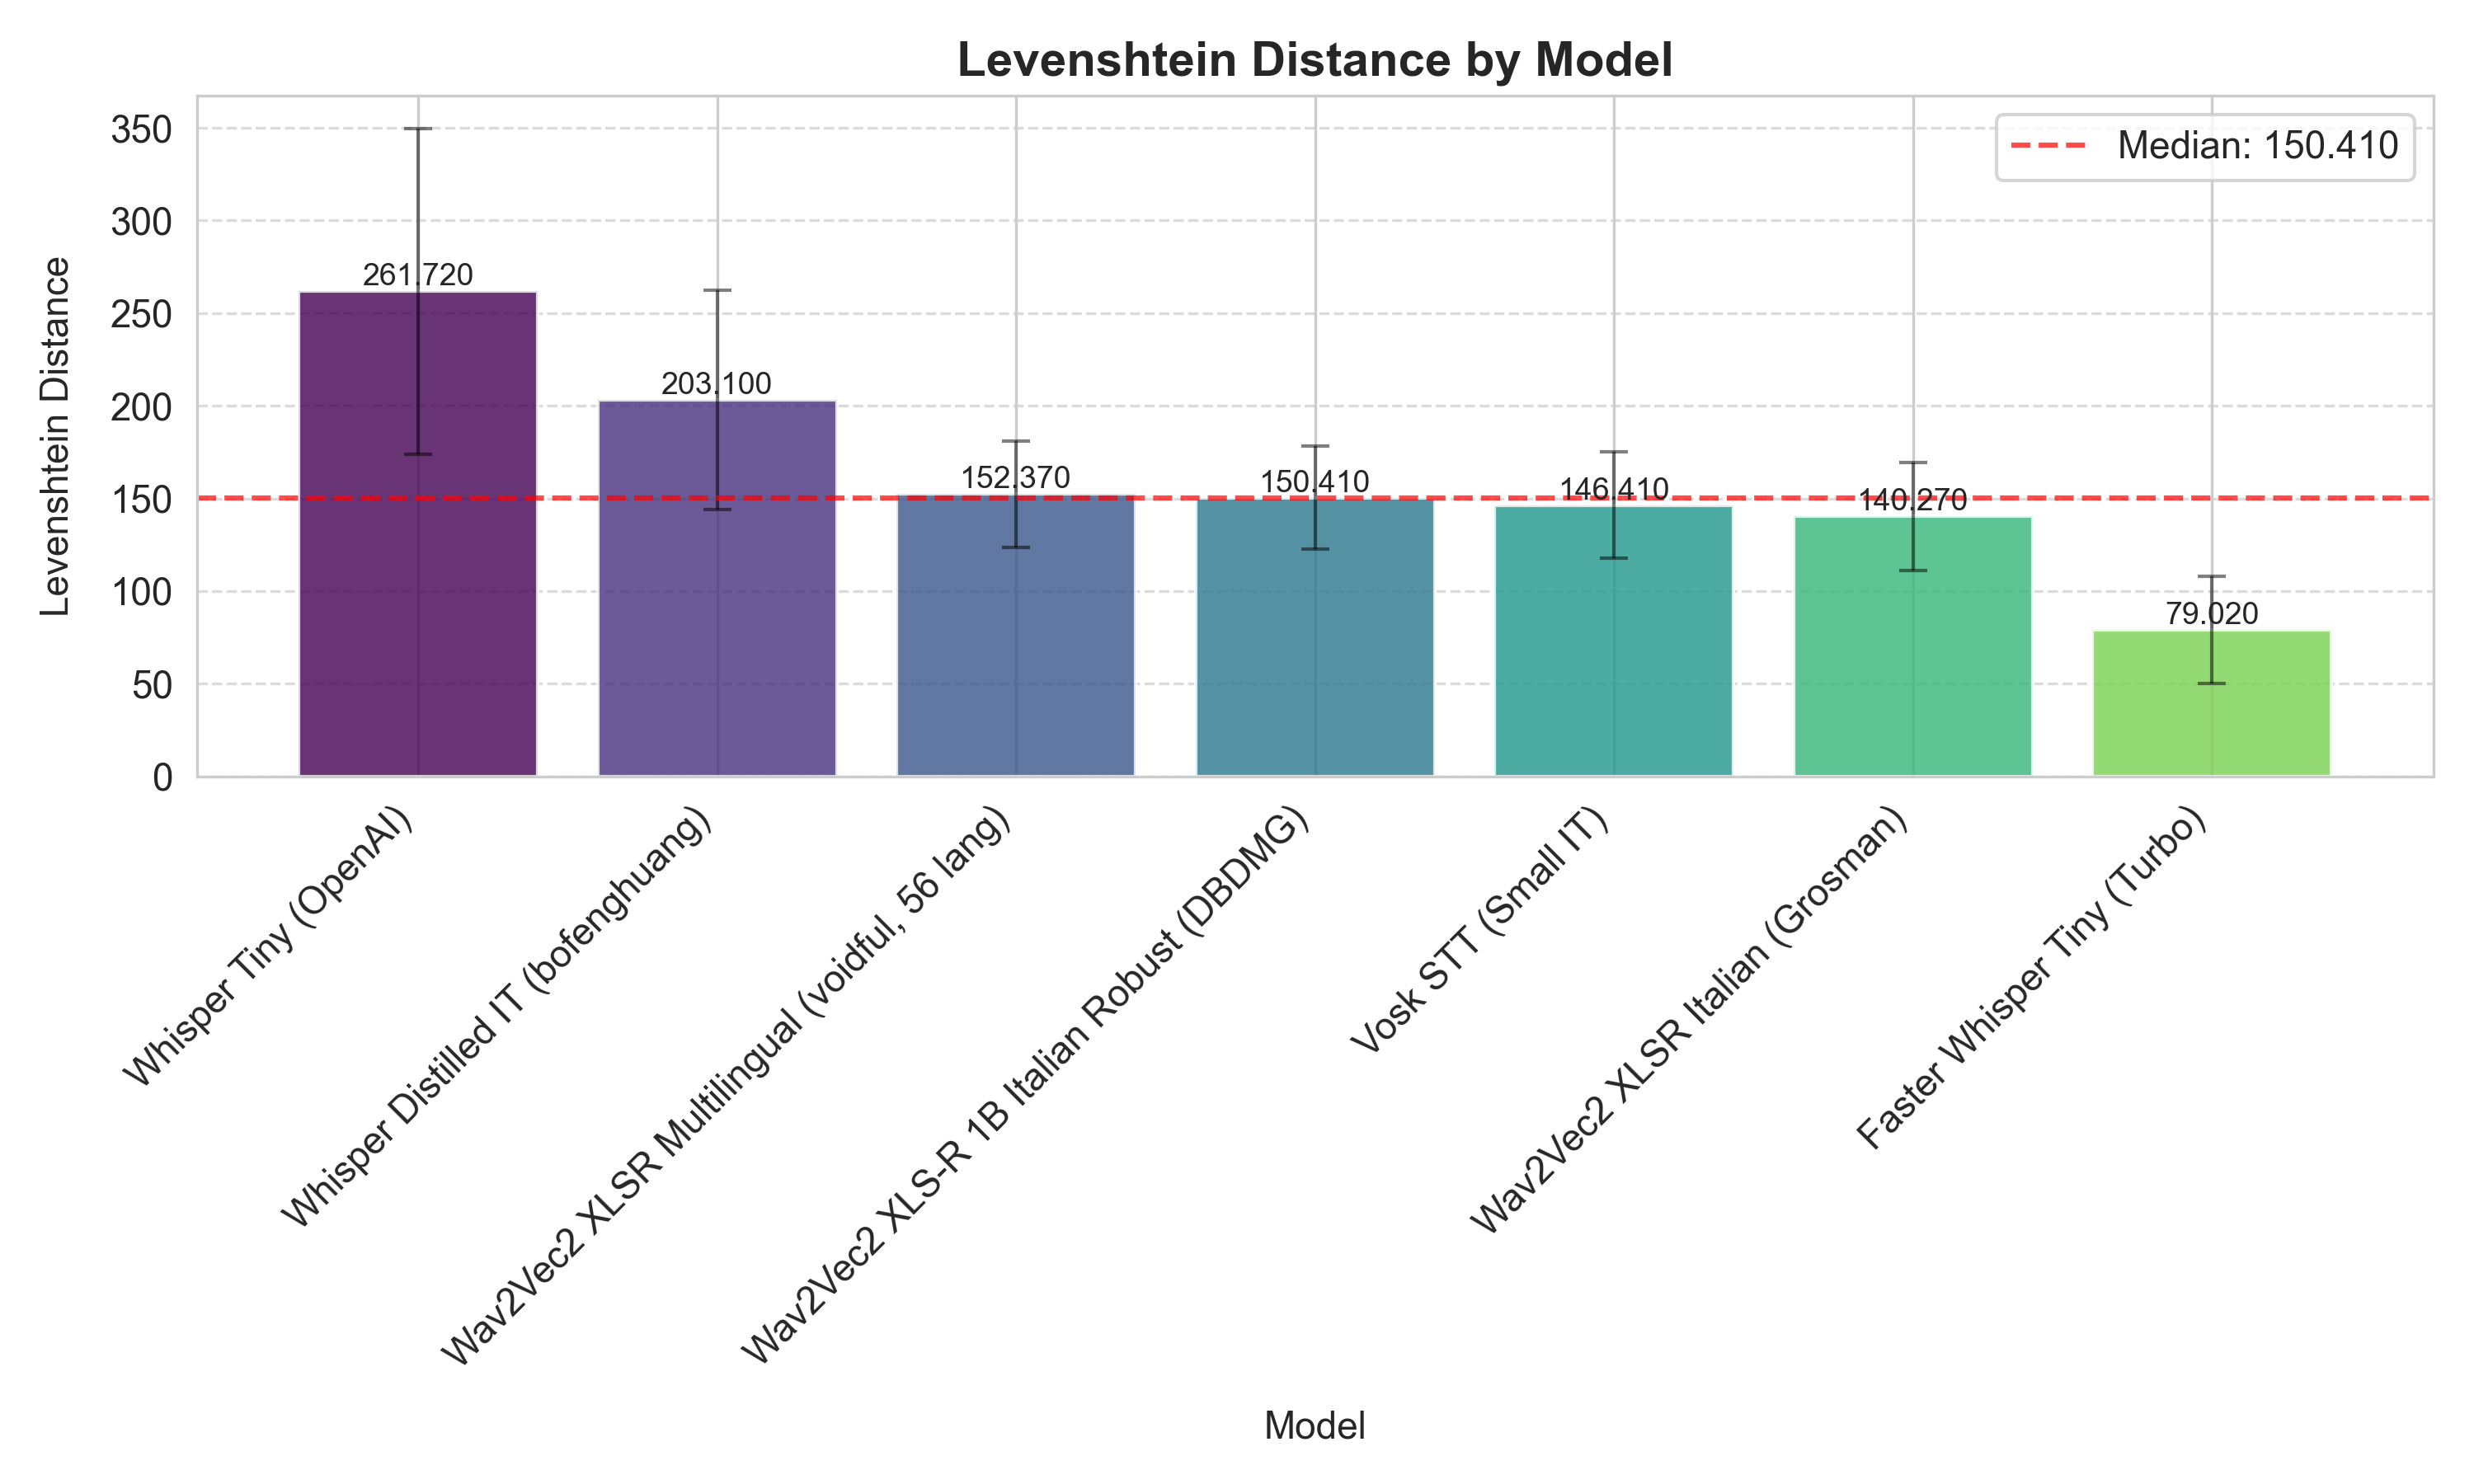 Levenshtein Distance by Model
Median: 150.410
Levenshtein Distance
350
300
250
200
150
100
50
0
261.720
203.100
152.370
150.410
146.410
140.270
79.020
Whisper Tiny (OpenAI)
Whisper Distilled IT (bofenghuang)
Wav2Vec2 XLSR Multilingual (voidful, 56 lang)
Wav2Vec2 XLS-R 1B Italian Robust (DBDMG)
Vosk STT (Small IT)
Wav2Vec2 XLSR Italian (Grosman)
Faster Whisper Tiny (Turbo)
Model